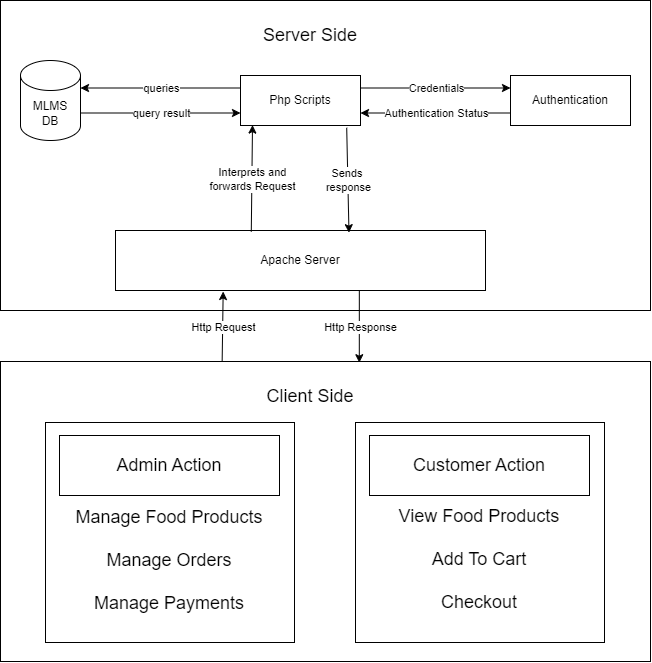 Server Side
MLMS
DB
queries
query result
Php Scripts
Credentials
Authentication Status
Authentication
Interprets and
forwards Request
Sends
response
Apache Server
Http Request
Http Response
Client Side
Admin Action
Manage Food Products
Manage Orders
Manage Payments
Customer Action
View Food Products
Add To Cart
Checkout